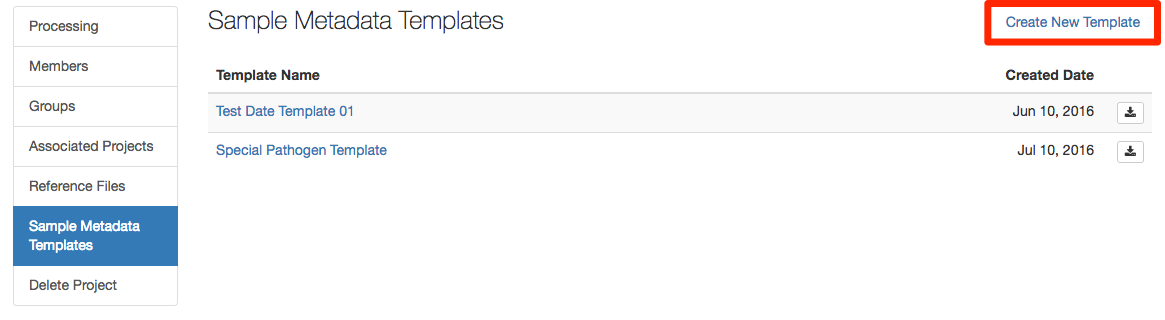 Processing
Members
Groups
Associated Projects
Reference Files
Sample Metadata
Templates
Delete Project
Sample Metadata Templates
Create New Template
Template Name Created Date
Test Date Template 01 Jun 10, 2016
Special Pathogen Template Jul 10, 2016